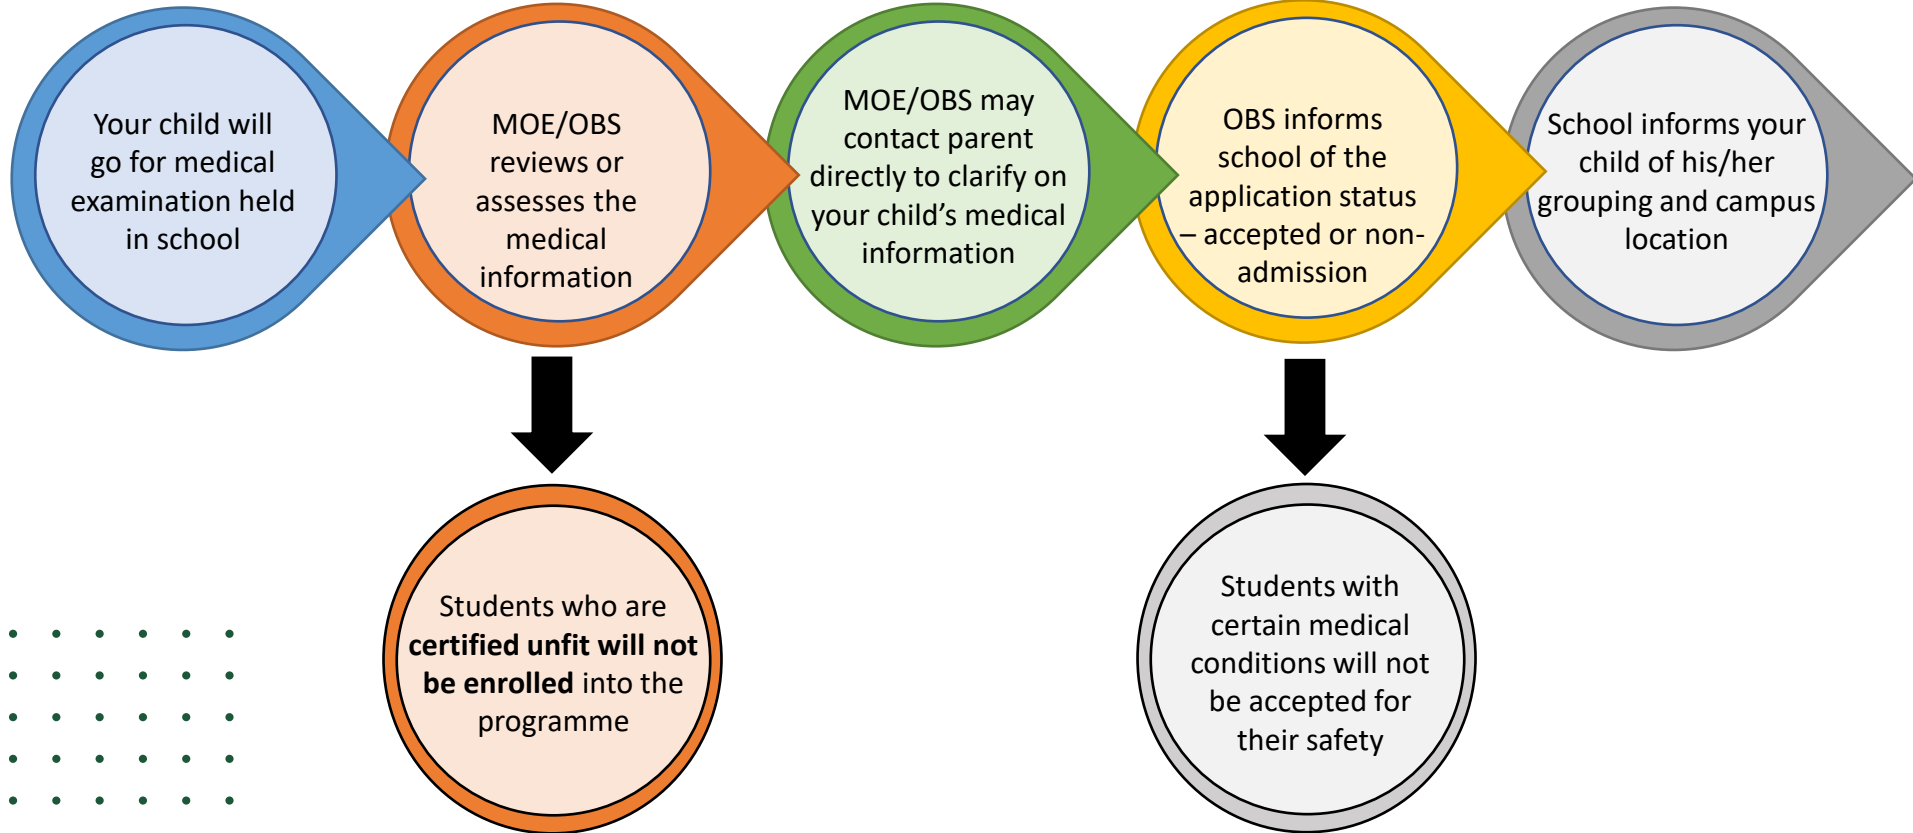 Your child will
go for medical
examination held
in school
MOE/OBS
reviews or
assesses the
medical
information
MOE/OBS may
contact parent
directly to clarify on
your child’s medical
information
OBS informs
school of the
application status
– accepted or non-
admission
School informs your
child of his/her
grouping and campus
location
Students who are
certified unfit will not
be enrolled into the
programme
Students with
certain medical
conditions will not
be accepted for
their safety